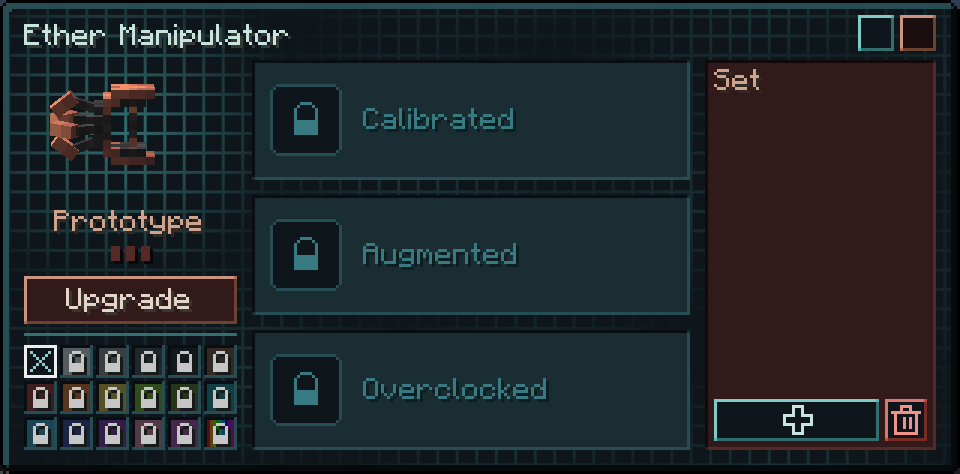 Ether Manipulator
Set
Calibrated
Prototype
Augmented
Upgrade
Overclocked